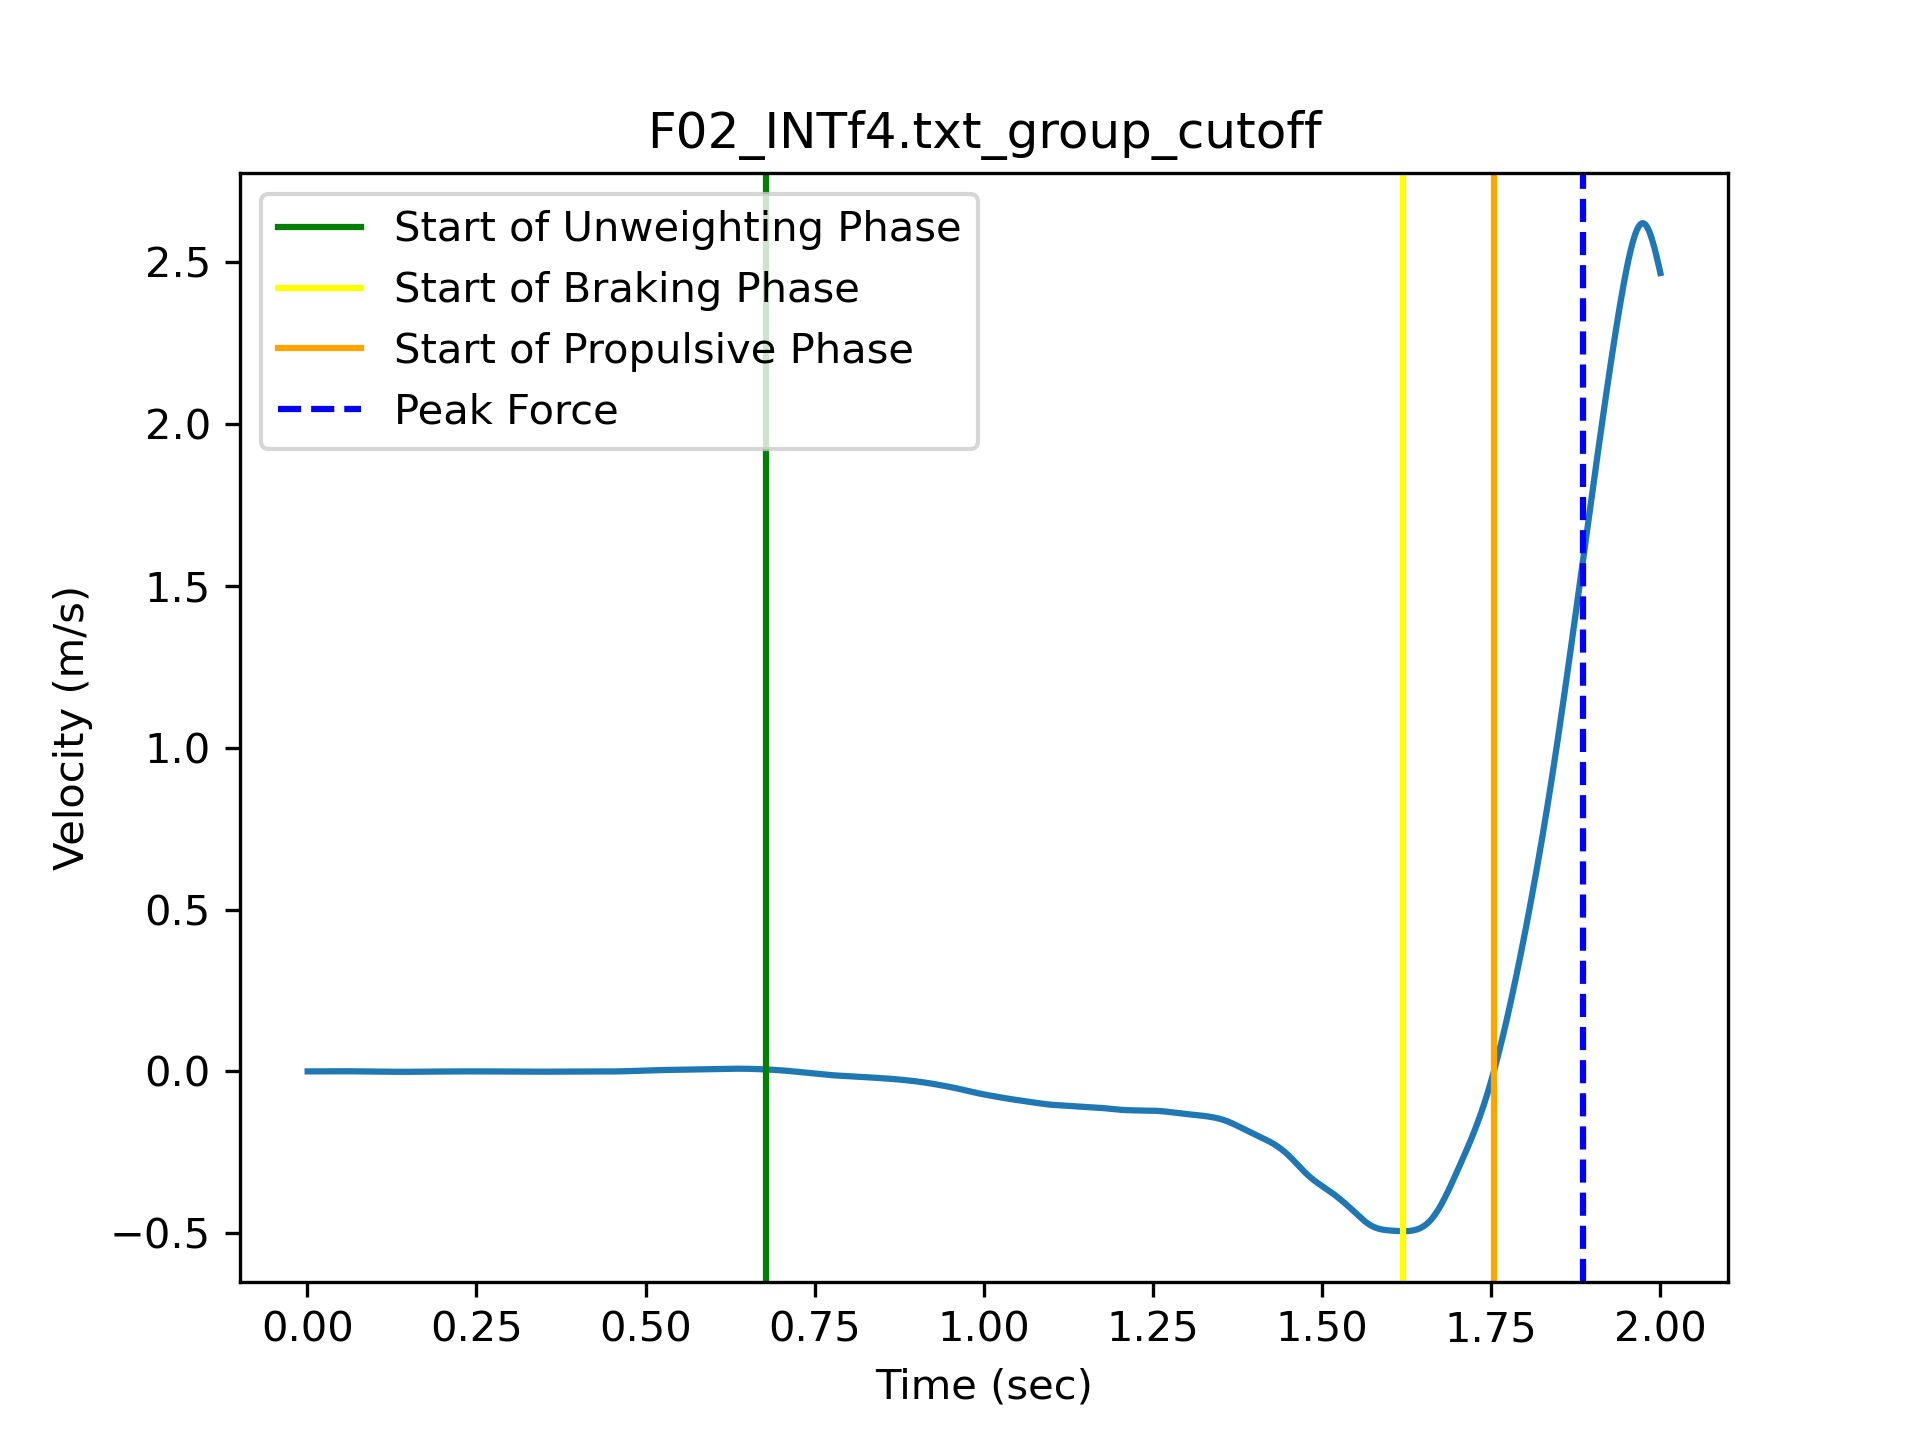 F02_INTf4.txt_group_cutoff
Start of Unweighting Phase
Start of Braking Phase
Start of Propulsive Phase
Peak Force
Velocity (m/s)
2.5
2.0
1.5
1.0
0.5
0.0
−0.5
0.00 0.25 0.50 0.75 1.00 1.25 1.50 1.75 2.00
Time (sec)